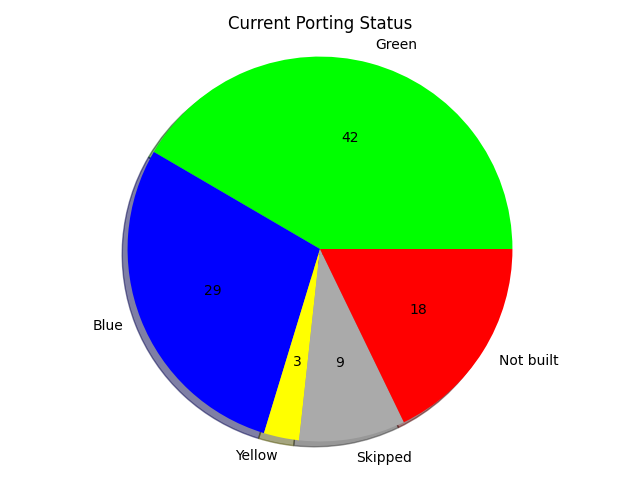 Current Porting Status
Green
42
29
Blue
3
9
18
Not built
Yellow
Skipped